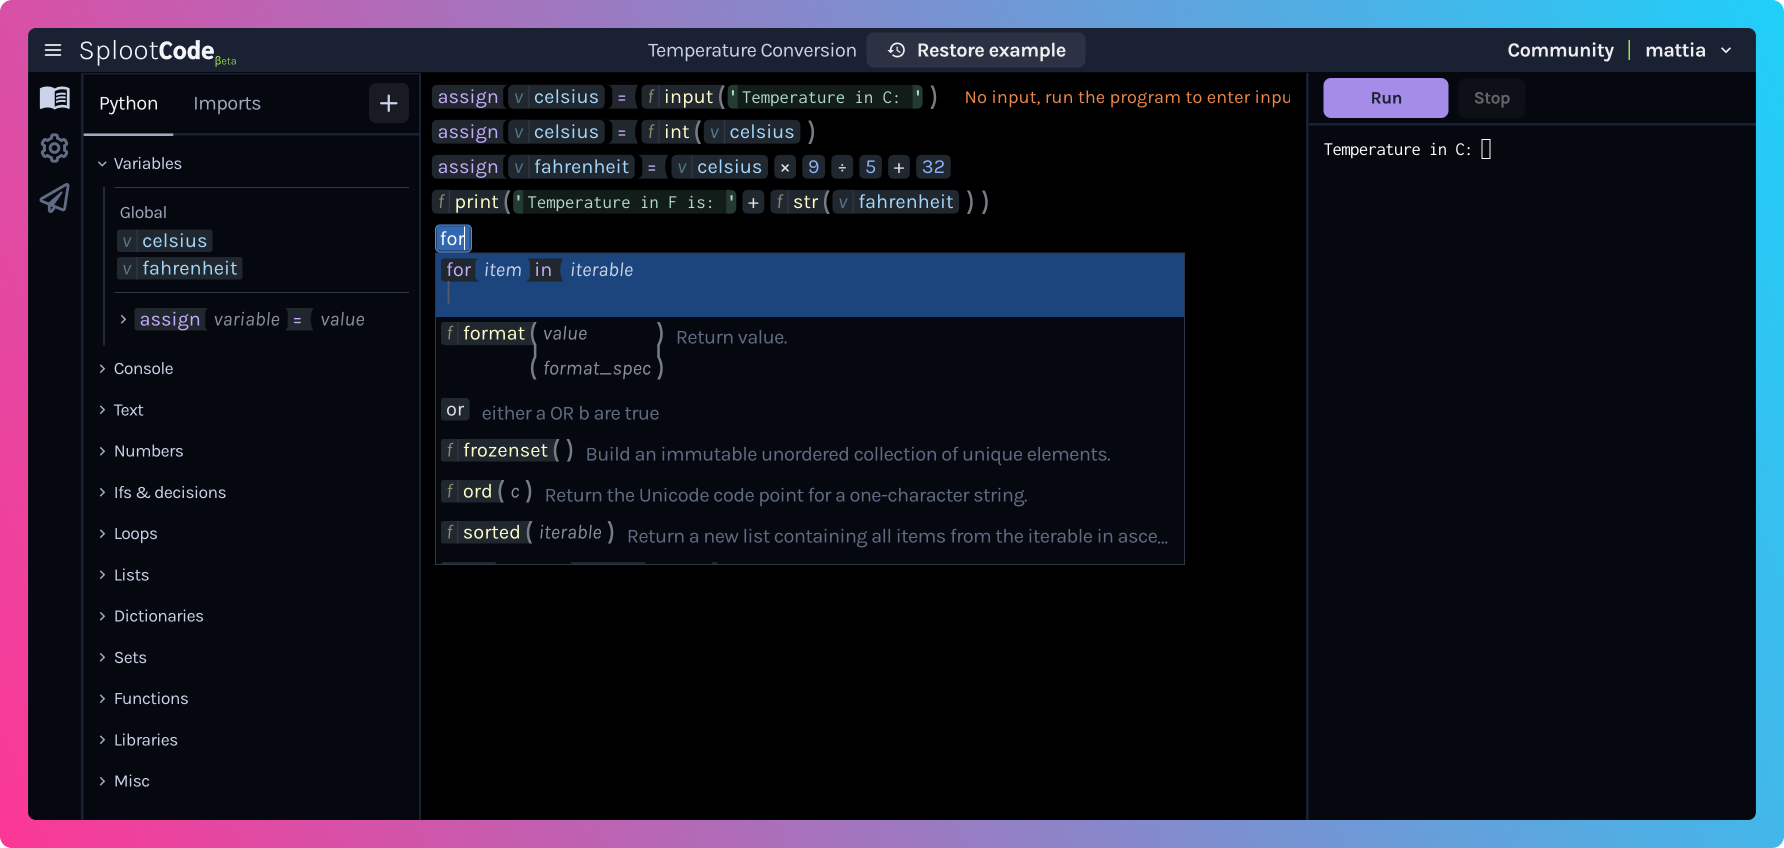 SplootCode βeta
Temperature Conversion
Restore example
Community | mattia
Python
Imports
+
Variables
Global
v celsius
v fahrenheit
assign variable = value
Console
Text
Numbers
Ifs & decisions
Loops
Lists
Dictionaries
Sets
Functions
Libraries
Misc
assign v celsius = f input ( ' Temperature in C: ' ) No input, run the program to enter inpu
assign v celsius = f int ( v celsius )
assign v fahrenheit = v celsius × 9 ÷ 5 + 32
f print ( ' Temperature in F is: ' + f str ( v fahrenheit ) )
for
for item in iterable
f format ( value ) Return value.
( format_spec )
or either a OR b are true
f frozenset ( ) Build an immutable unordered collection of unique elements.
f ord ( c ) Return the Unicode code point for a one-character string.
f sorted ( iterable ) Return a new list containing all items from the iterable in asce...
Run
Stop
Temperature in C: